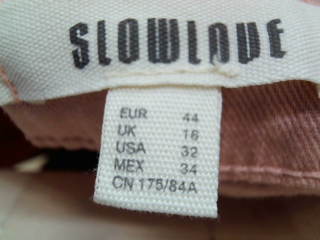 SLOWLOVE
EUR 44
UK 16
USA 32
MEX 34
CN 175/84A